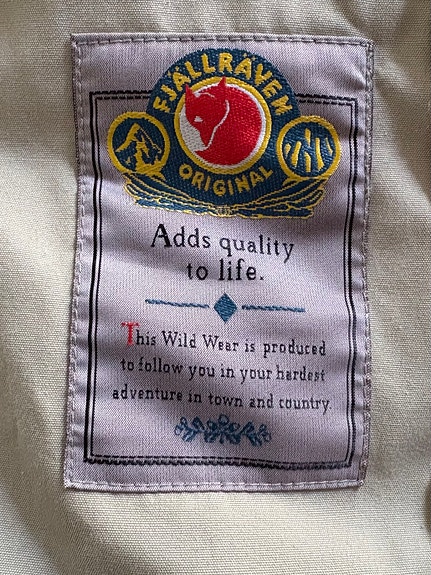 FJÄLLRÄVEN
ORIGINAL
Adds quality
to life.
This Wild Wear is produced
to follow you in your hardest
adventure in town and country.